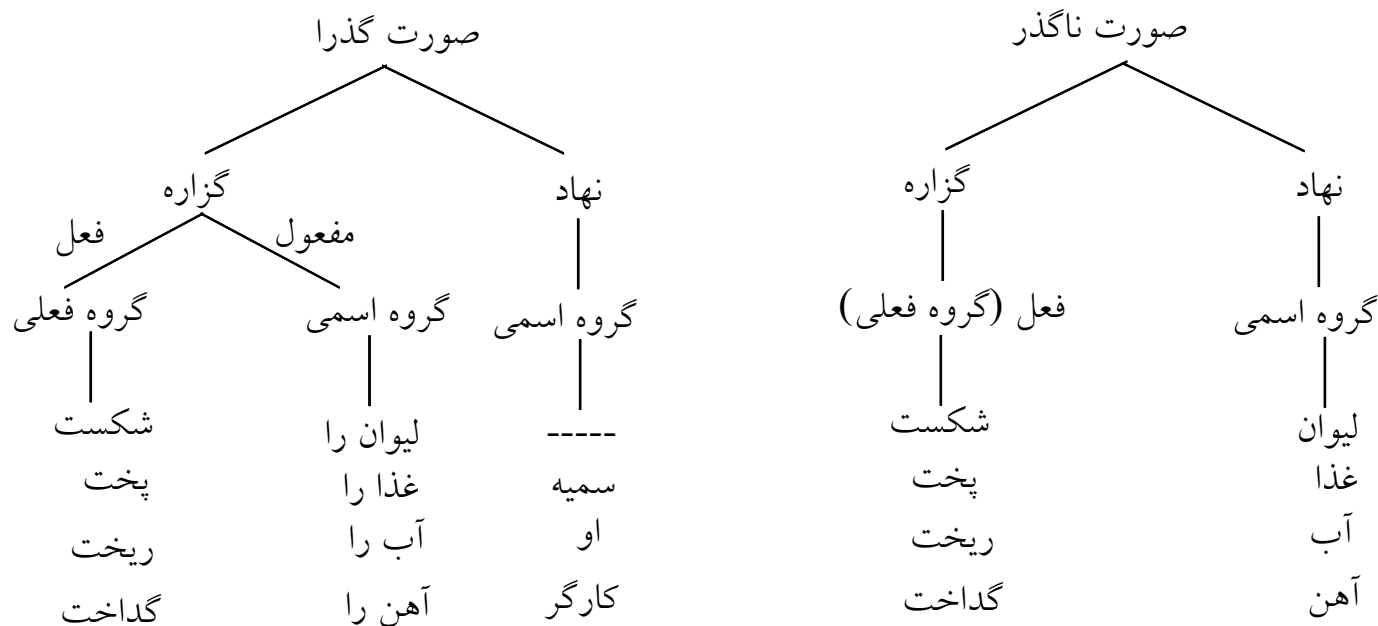 صورت ناگذر
صورت گذرا
نهاد
گزاره
نهاد
گزاره
مفعول
فعل
گروه اسمی
فعل (گروه فعلی)
گروه اسمی
گروه اسمی
گروه فعلی
لیوان
شکست
-----
لیوان را
شکست
غذا
پخت
سمیه
غذا را
پخت
آب
ریخت
او
آب را
ریخت
آهن
گداخت
کارگر
آهن را
گداخت